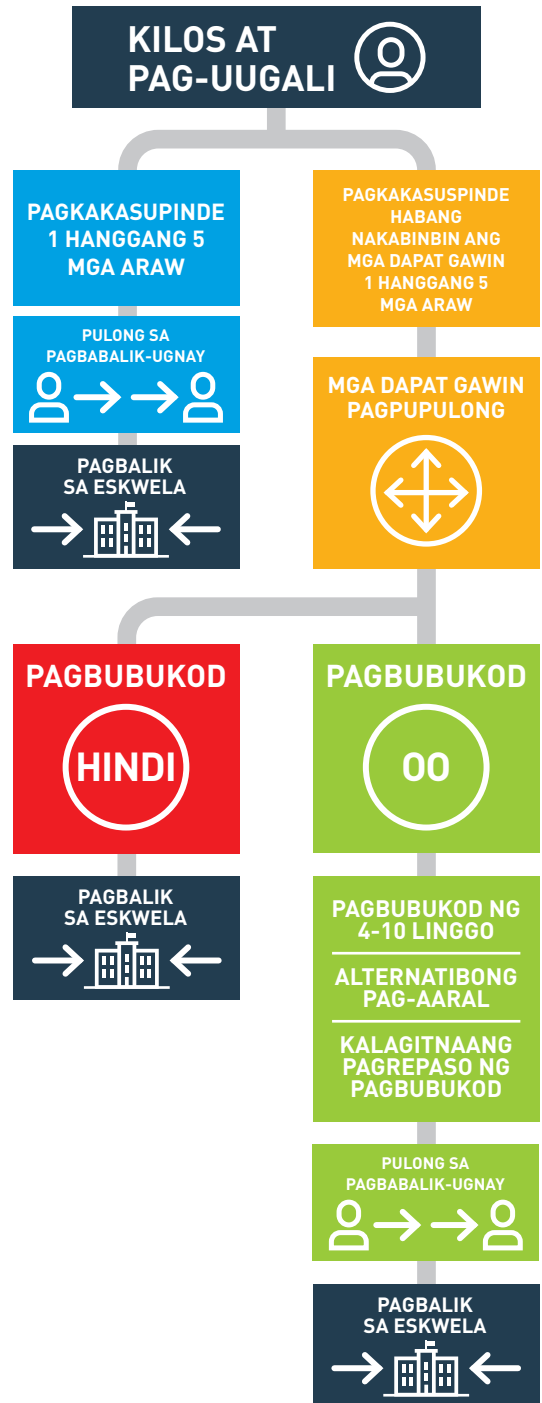 KILOS AT
PAG-UUGALI
PAGKAKASUPINDE
1 HANGGANG 5
MGA ARAW
PULONG SA
PAGBABALIK-UGNAY
PAGBALIK
SA ESKWELA
PAGKAKASUSPINDE
HABANG
NAKABINBIN ANG
MGA DAPAT GAWIN
1 HANGGANG 5
MGA ARAW
MGA DAPAT GAWIN
PAGPUPULONG
PAGBUBUKOD
HINDI
PAGBALIK
SA ESKWELA
PAGBUBUKOD
OO
PAGBUBUKOD NG
4-10 LINGGO
ALTERNATIBONG
PAG-AARAL
KALAGITNAANG
PAGREPASO NG
PAGBUBUKOD
PULONG SA
PAGBABALIK-UGNAY
PAGBALIK
SA ESKWELA